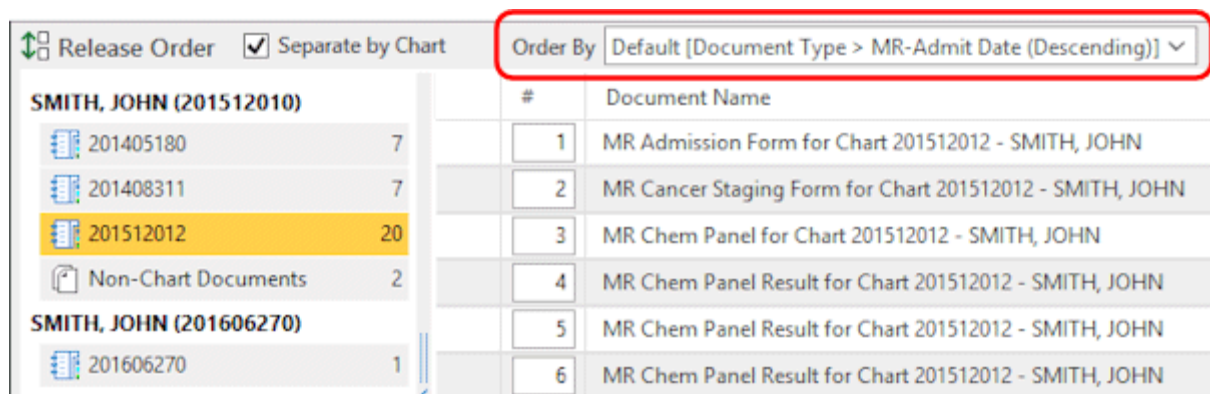 Release Order Separate by Chart Order By Default [Document Type > MR-Admit Date (Descending)]
SMITH, JOHN (201512010)
201405180 7
201408311 7
201512012 20
Non-Chart Documents 2
SMITH, JOHN (201606270)
201606270 1
# Document Name
1 MR Admission Form for Chart 201512012 - SMITH, JOHN
2 MR Cancer Staging Form for Chart 201512012 - SMITH, JOHN
3 MR Chem Panel for Chart 201512012 - SMITH, JOHN
4 MR Chem Panel Result for Chart 201512012 - SMITH, JOHN
5 MR Chem Panel Result for Chart 201512012 - SMITH, JOHN
6 MR Chem Panel Result for Chart 201512012 - SMITH, JOHN